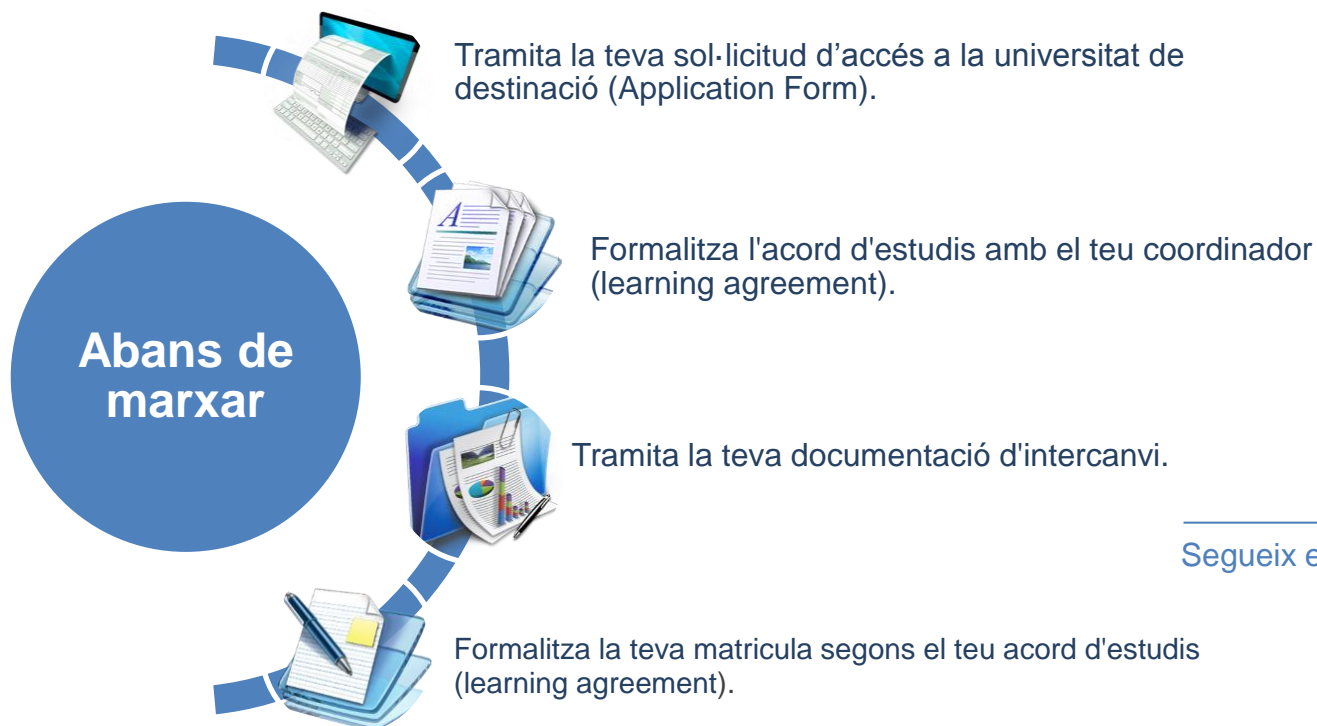 Tramita la teva sol·licitud d’accés a la universitat de
destinació (Application Form).
Formalitza l'acord d'estudis amb el teu coordinador
(learning agreement).
Abans de
marxar
Tramita la teva documentació d'intercanvi.
Segueix e
Formalitza la teva matricula segons el teu acord d'estudis
(learning agreement).